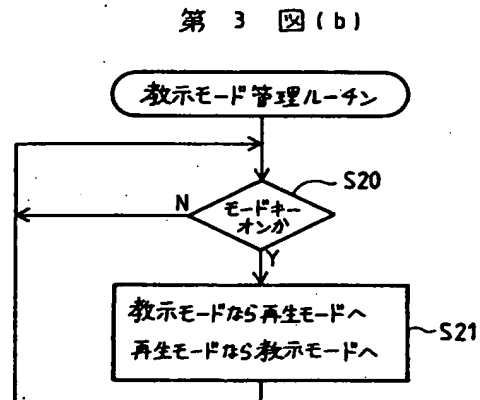 第 3 図(b)
教示モード管理ルーチン
S20
N
モードキー
オンか
Y
教示モードなら再生モードへ
再生モードなら教示モードへ
S21